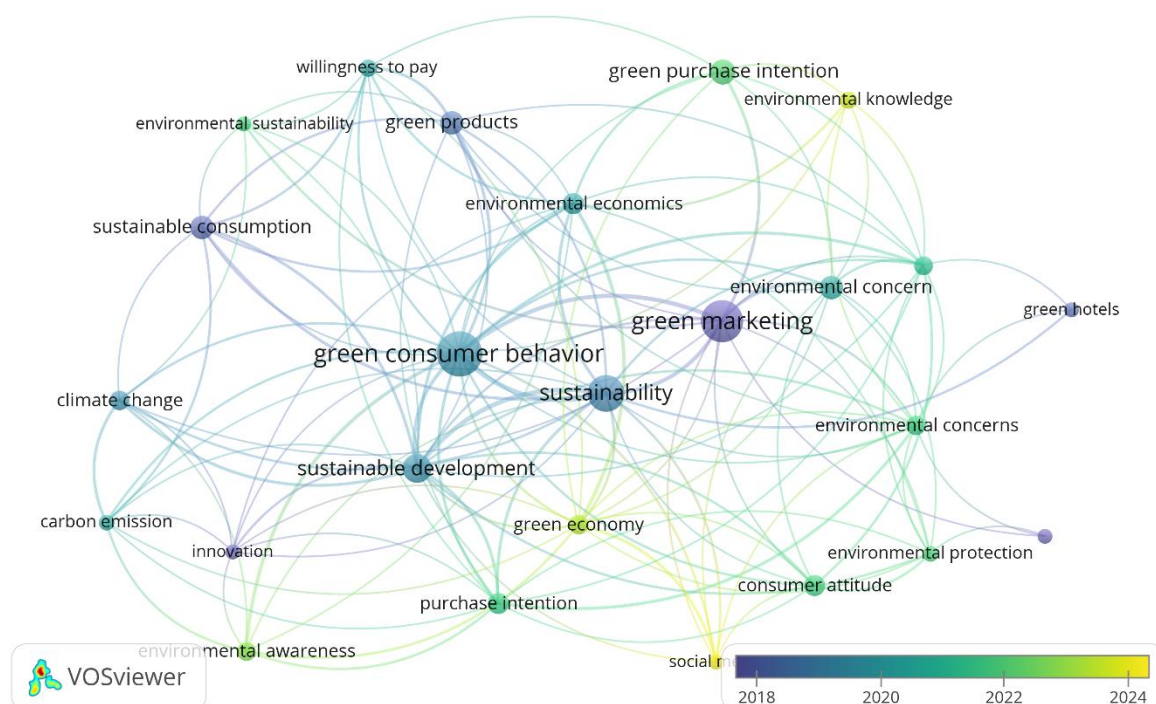 willingness to pay
green purchase intention
environmental knowledge
environmental sustainability
green products
environmental economics
sustainable consumption
environmental concern
green hotels
green marketing
green consumer behavior
sustainability
climate change
environmental concerns
sustainable development
carbon emission
green economy
innovation
environmental protection
consumer attitude
purchase intention
environmental awareness
social
VOSviewer
2018 2020 2022 2024